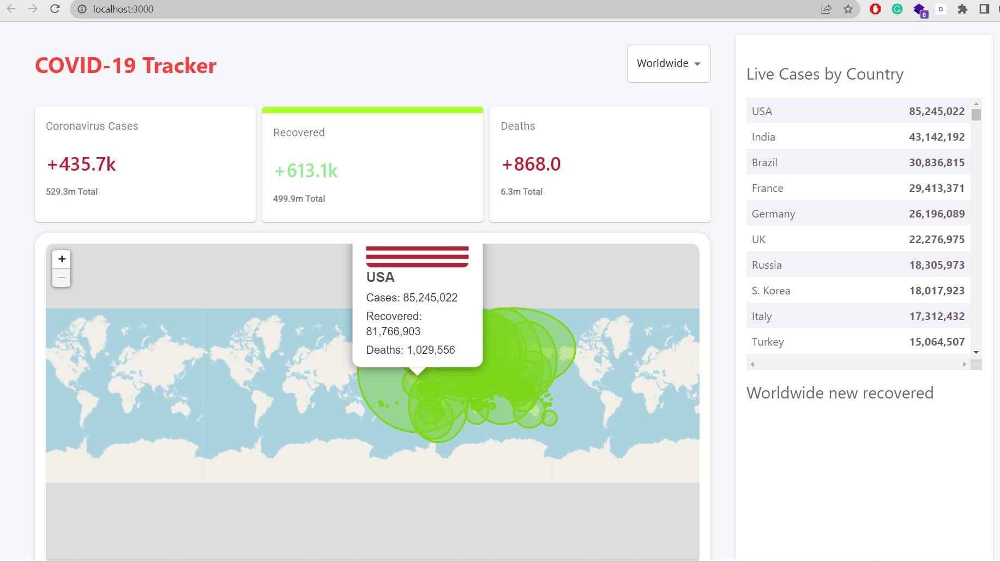 localhost:3000
8
B
COVID-19 Tracker
Worldwide
Coronavirus Cases
+435.7k
529.3m Total
Recovered
+613.1k
499.9m Total
Deaths
+868.0
6.3m Total
+
−
USA
Cases: 85,245,022
Recovered:
81,766,903
Deaths: 1,029,556
Live Cases by Country
USA 85,245,022
India 43,142,192
Brazil 30,836,815
France 29,413,371
Germany 26,196,089
UK 22,276,975
Russia 18,305,973
S. Korea 18,017,923
Italy 17,312,432
Turkey 15,064,507
Worldwide new recovered